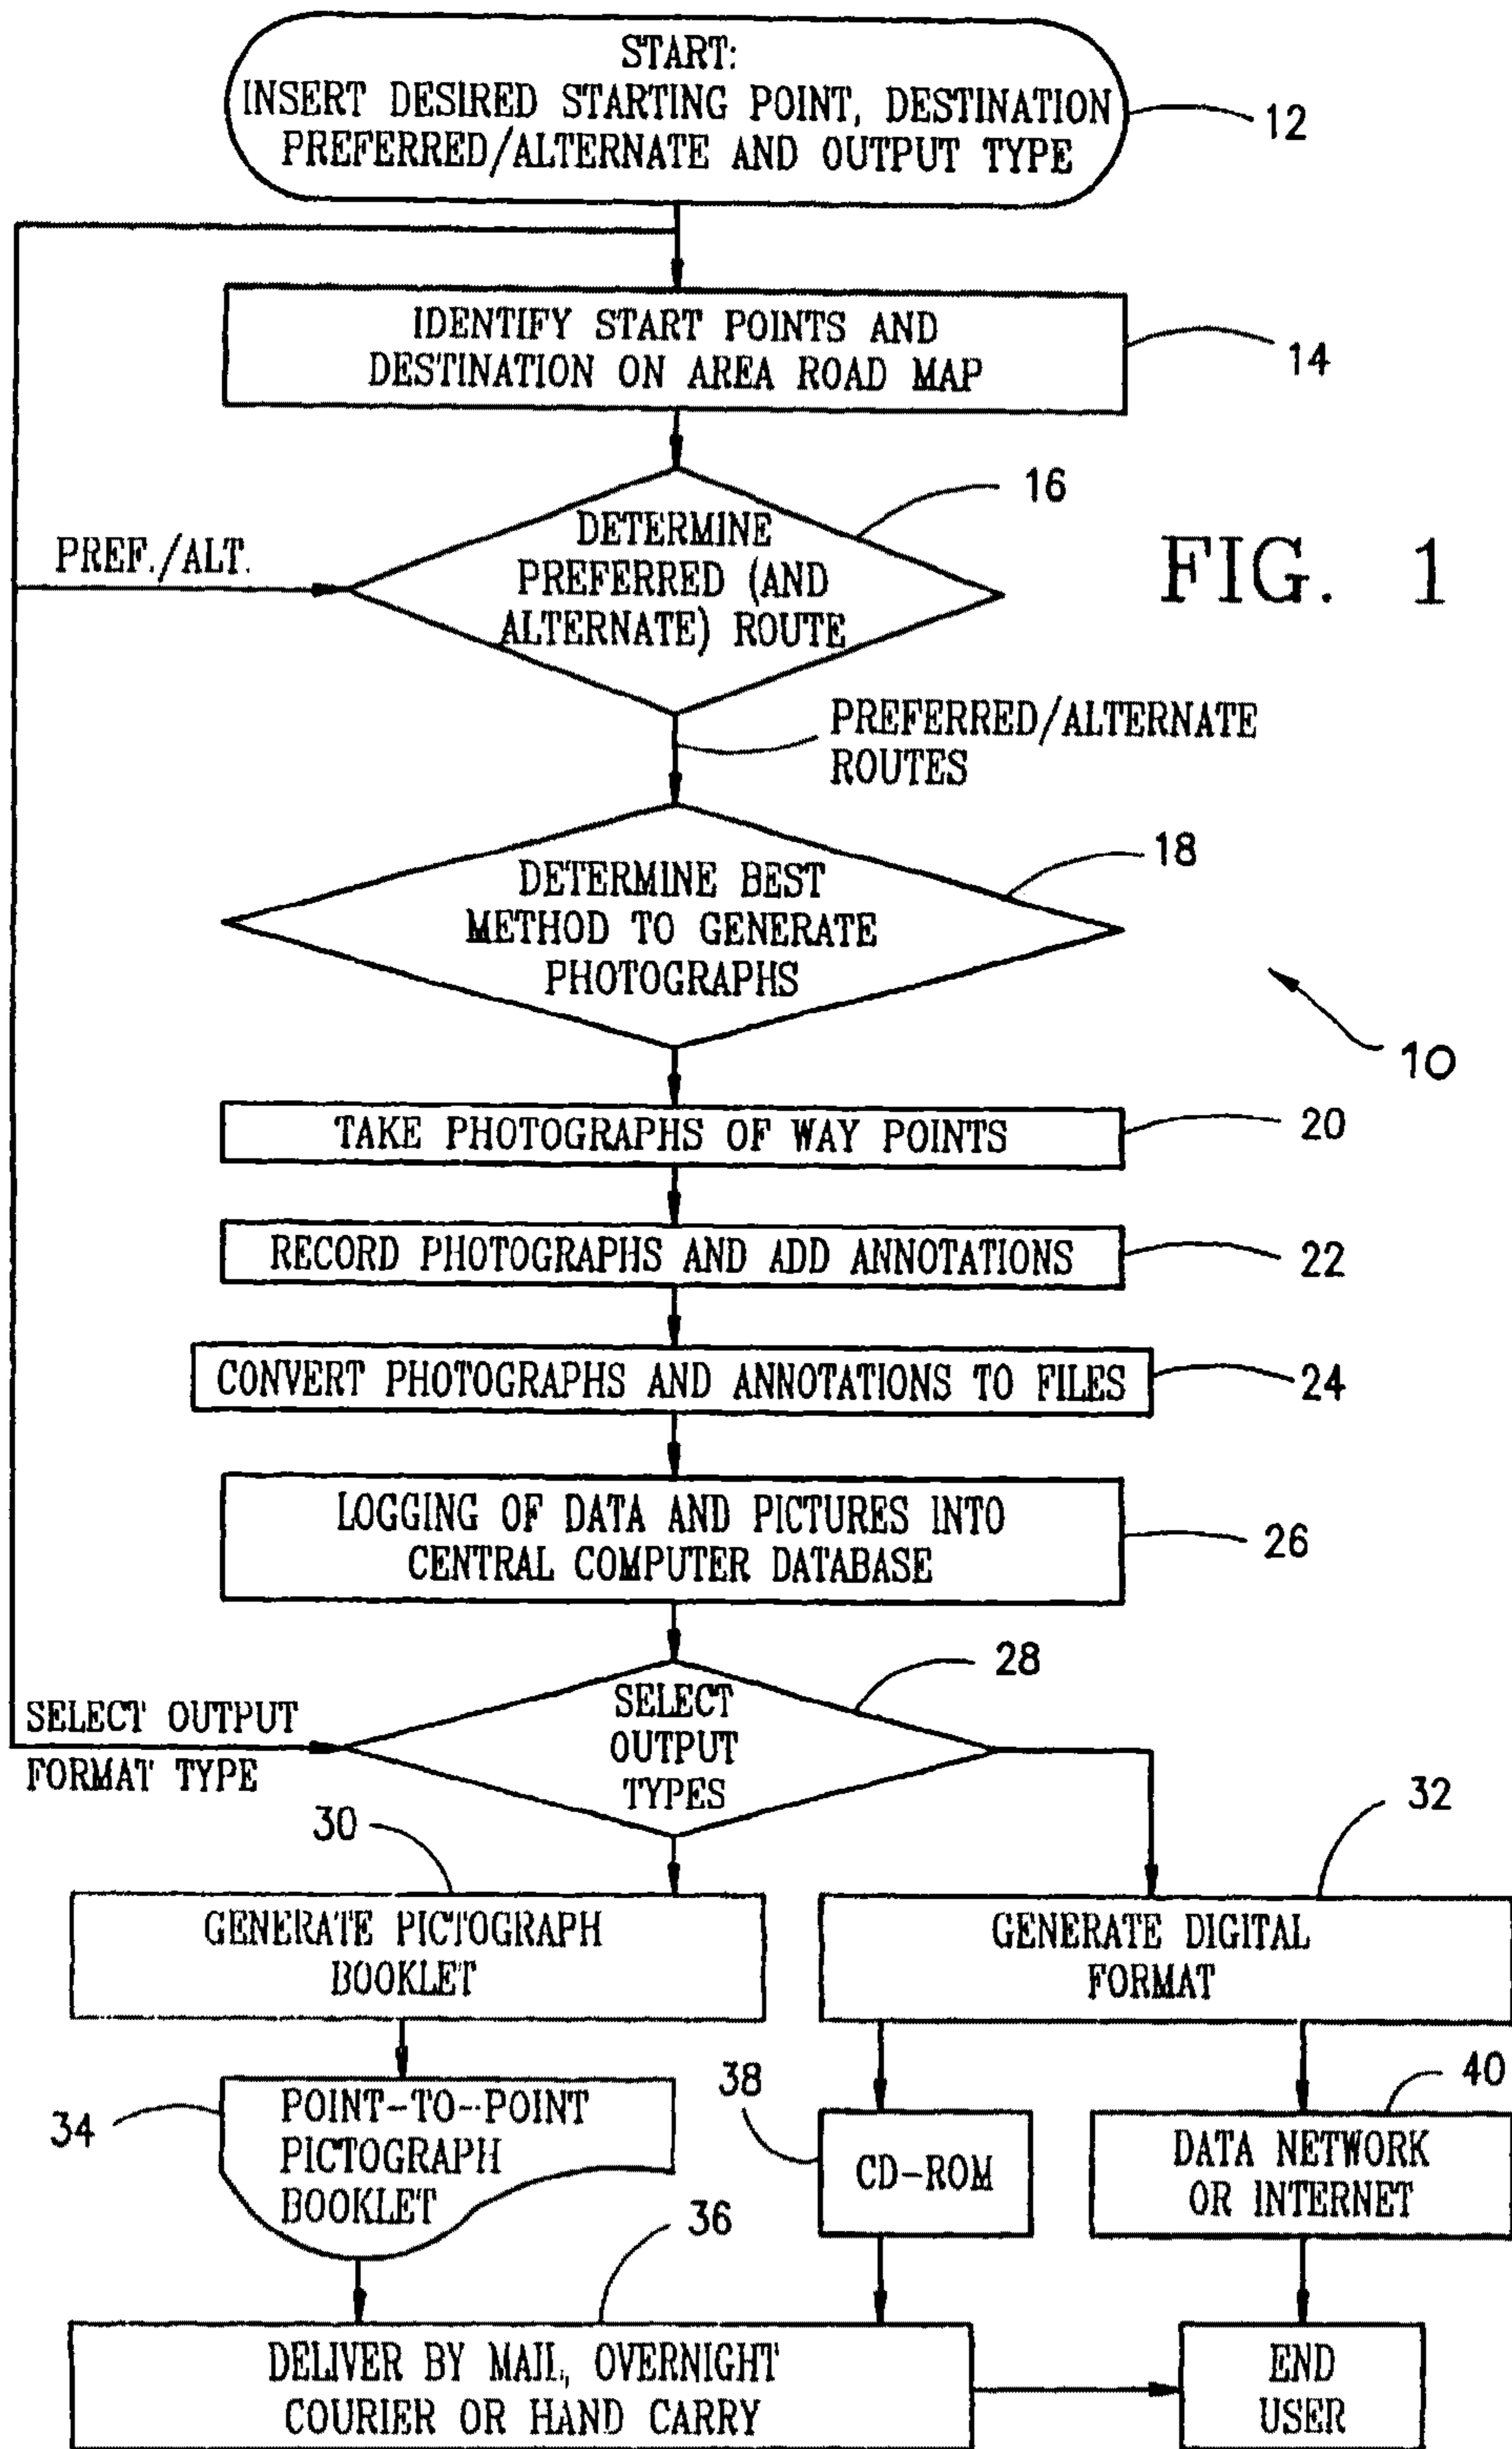 START:
INSERT DESIRED STARTING POINT, DESTINATION
PREFERRED/ALTERNATE AND OUTPUT TYPE
12
IDENTIFY START POINTS AND
DESTINATION ON AREA ROAD MAP
14
16
DETERMINE
PREFERRED (AND
ALTERNATE) ROUTE
PREF./ALT.
FIG. 1
PREFERRED/ALTERNATE
ROUTES
18
DETERMINE BEST
METHOD TO GENERATE
PHOTOGRAPHS
10
TAKE PHOTOGRAPHS OF WAY POINTS
20
RECORD PHOTOGRAPHS AND ADD ANNOTATIONS
22
CONVERT PHOTOGRAPHS AND ANNOTATIONS TO FILES
24
LOGGING OF DATA AND PICTURES INTO
CENTRAL COMPUTER DATABASE
26
28
SELECT
OUTPUT
TYPES
SELECT OUTPUT
FORMAT TYPE
30
32
GENERATE PICTOGRAPH
BOOKLET
GENERATE DIGITAL
FORMAT
34
POINT-TO-POINT
PICTOGRAPH
BOOKLET
38
CD-ROM
40
DATA NETWORK
OR INTERNET
36
DELIVER BY MAIL, OVERNIGHT
COURIER OR HAND CARRY
END
USER